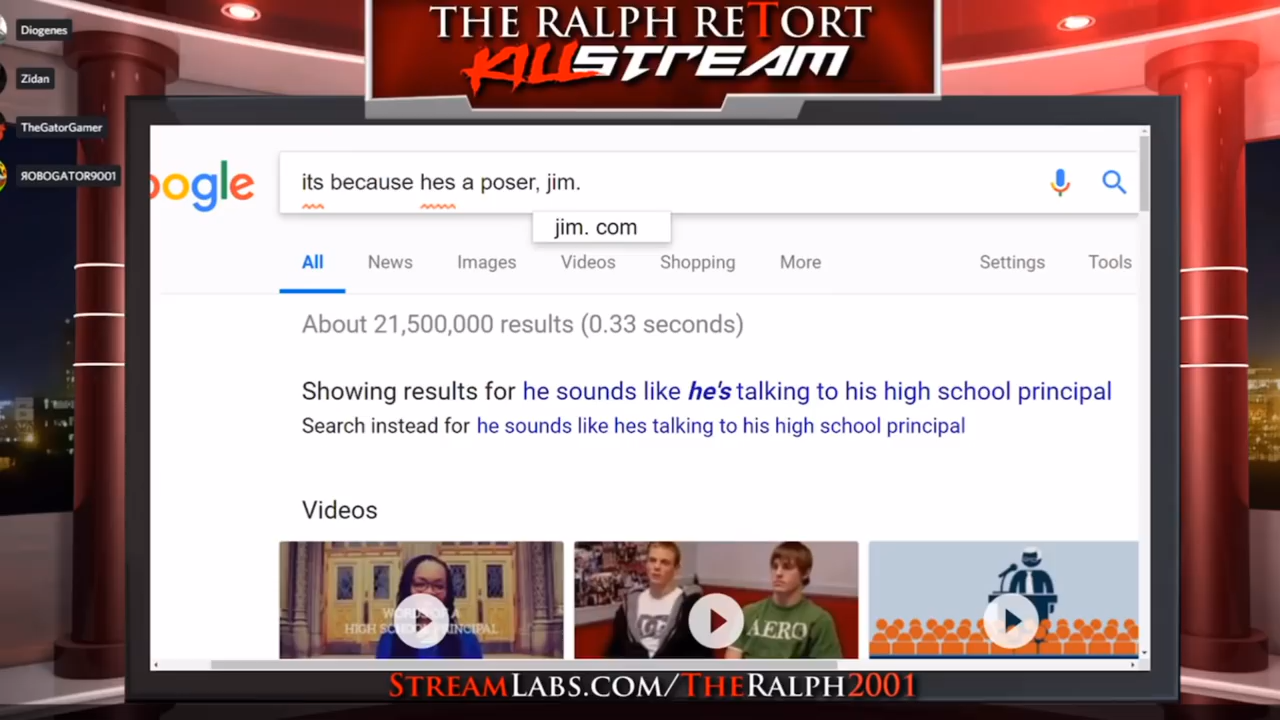 THE RALPH RETORT
KILLSTREAM
Diogenes
Zidan
TheGatorGamer
ЯOBOGATOR9001
oogle
its because hes a poser, jim.
jim. com
All News Images Videos Shopping More Settings Tools
About 21,500,000 results (0.33 seconds)
Showing results for he sounds like he's talking to his high school principal
Search instead for he sounds like hes talking to his high school principal
Videos
WORDS OF A
HIGH SCHOOL PRINCIPAL
AERO
STREAMLABS.COM/THERALPH2001